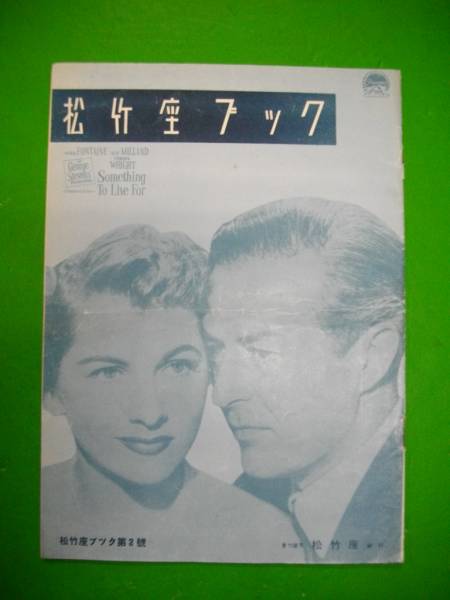 松竹座ブック
FONTAINE MILLAND
WRIGHT
George
Stevens
Something
To Live For
松竹座ブツク第2號
松竹座